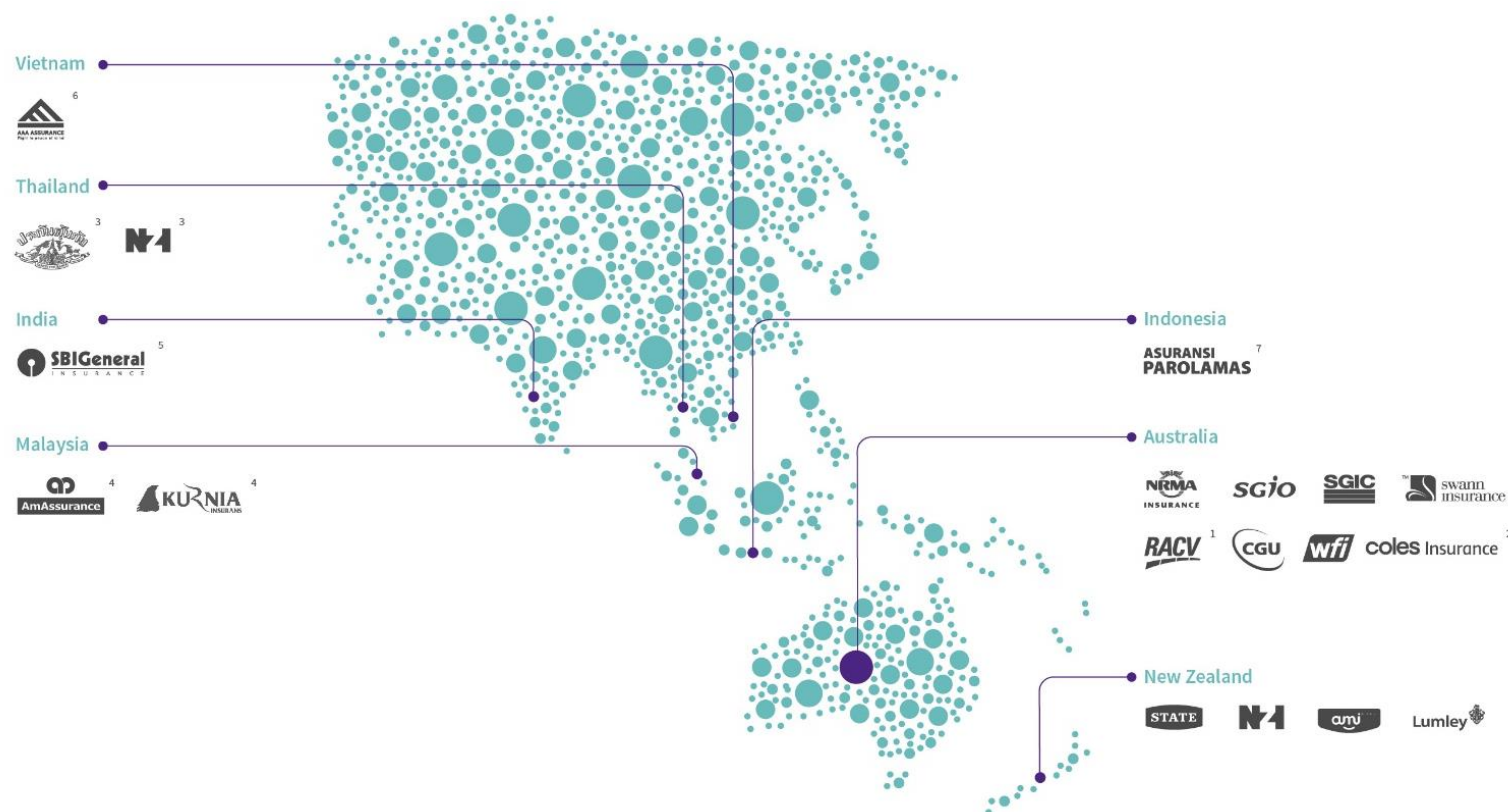 Vietnam
6
AAA ASSURANCE
Thailand
3
3
NZI
India
SBIGeneral
5
INSURANCE
Malaysia
AmAssurance
4
KURNIA
4
INSURANS
Indonesia
ASURANSI
7
PAROLAMAS
Australia
NRMA
INSURANCE
SGIO
SGIC
swann
insurance
RACV
1
CGU
wfi
coles Insurance
New Zealand
STATE
NZI
ami
Lumley